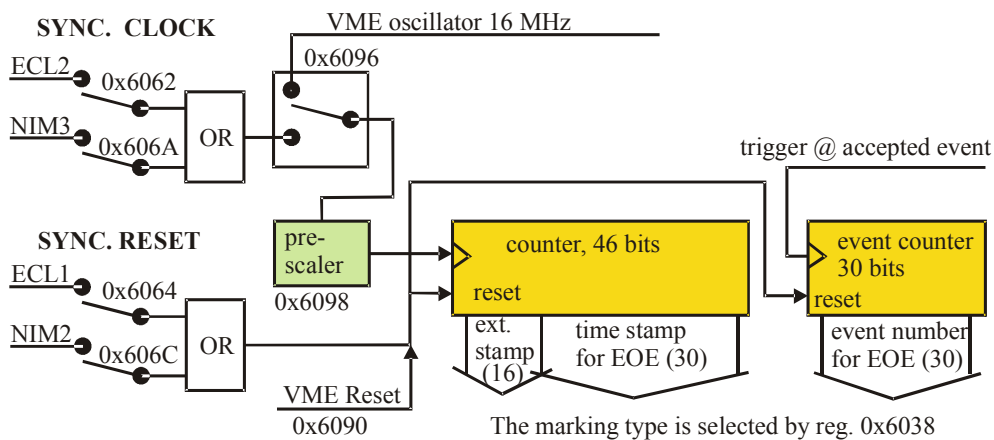 VME oscillator 16 MHz
SYNC. CLOCK
0x6096
ECL2
0x6062
OR
NIM3
0x606A
trigger @ accepted event
SYNC. RESET
pre-
scaler
0x6098
counter, 46 bits
reset
event counter
30 bits
reset
ECL1
0x6064
OR
NIM2
0x606C
ext.
stamp
(16)
time stamp
for EOE (30)
event number
for EOE (30)
VME Reset
0x6090
The marking type is selected by reg. 0x6038